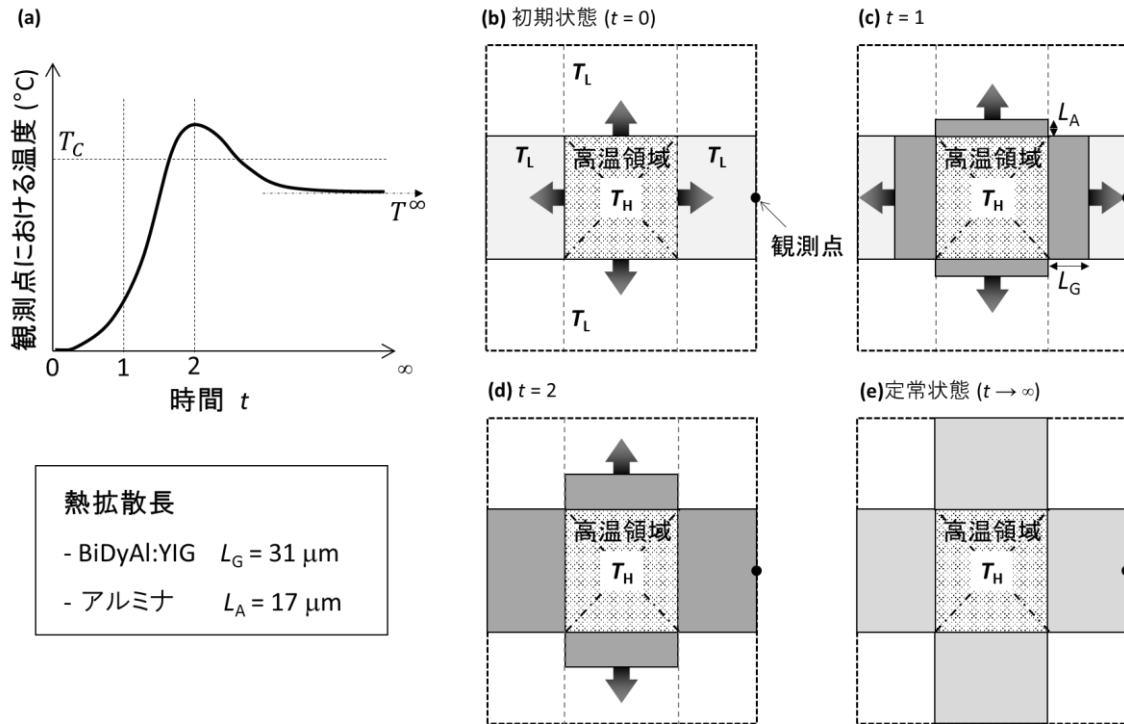 (a)
観測点における温度 (°C)
T_C
T^∞
0
1
2
∞
時間 t
熱拡散長
- BiDyAl:YIG L_G = 31 μm
- アルミナ L_A = 17 μm
(b) 初期状態 (t = 0)
T_L
高温領域
T_L
T_H
T_L
観測点
T_L
(c) t = 1
L_A
高温領域
T_H
L_G
(d) t = 2
高温領域
T_H
(e)定常状態 (t → ∞)
高温領域
T_H